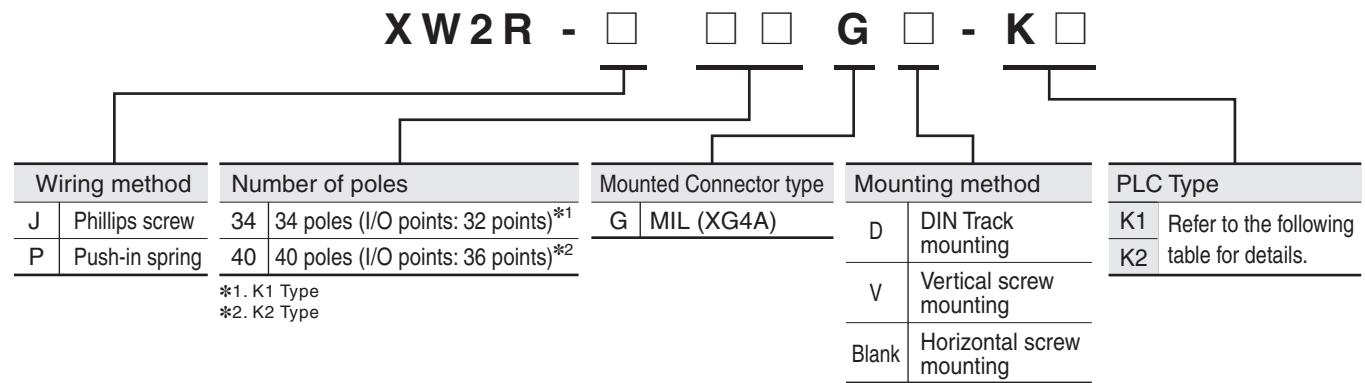 XW2R-□ □□ G □-K□
Wiring method
J Phillips screw
P Push-in spring
Number of poles
34 34 poles (I/O points: 32 points)*1
40 40 poles (I/O points: 36 points)*2
*1. K1 Type
*2. K2 Type
Mounted Connector type
G MIL (XG4A)
Mounting method
D DIN Track
mounting
V Vertical screw
mounting
Blank Horizontal screw
mounting
PLC Type
K1 Refer to the following
K2 table for details.